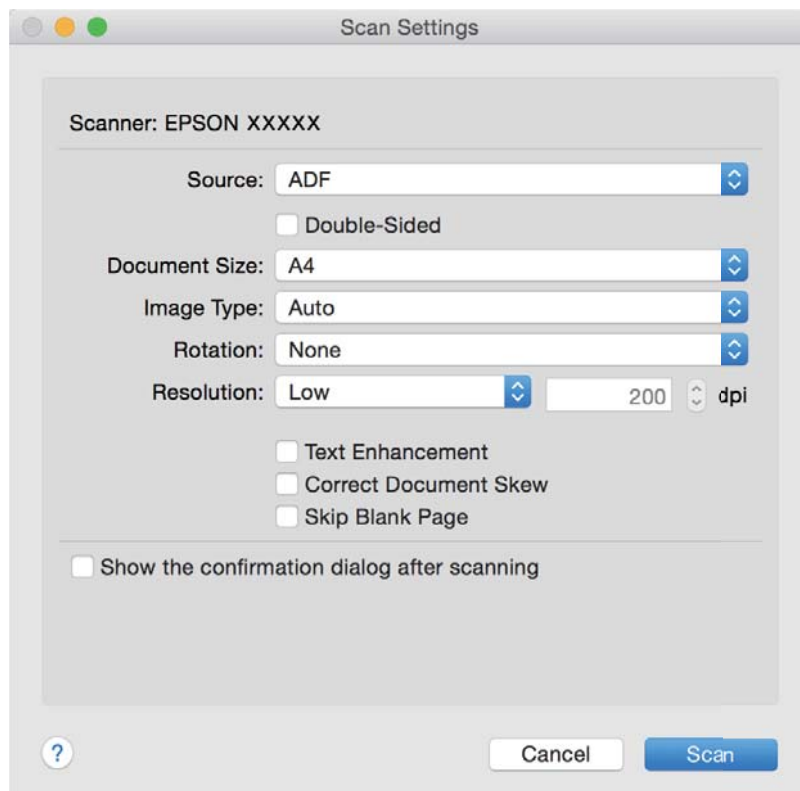 Scan Settings
Scanner: EPSON XXXXX
Source: ADF
Double-Sided
Document Size: A4
Image Type: Auto
Rotation: None
Resolution: Low 200 dpi
Text Enhancement
Correct Document Skew
Skip Blank Page
Show the confirmation dialog after scanning
? Cancel Scan